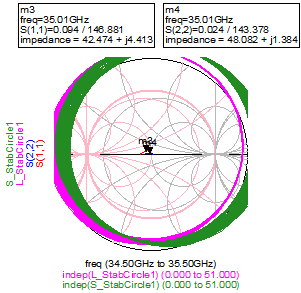 m3
freq=35.01GHz
S(1,1)=0.094 / 146.881
impedance = 42.474 + j4.413
m4
freq=35.01GHz
S(2,2)=0.024 / 143.378
impedance = 48.082 + j1.384
S_StabCircle1
L_StabCircle1
S(2,2)
S(1,1)
freq (34.50GHz to 35.50GHz)
indep(L_StabCircle1) (0.000 to 51.000)
indep(S_StabCircle1) (0.000 to 51.000)